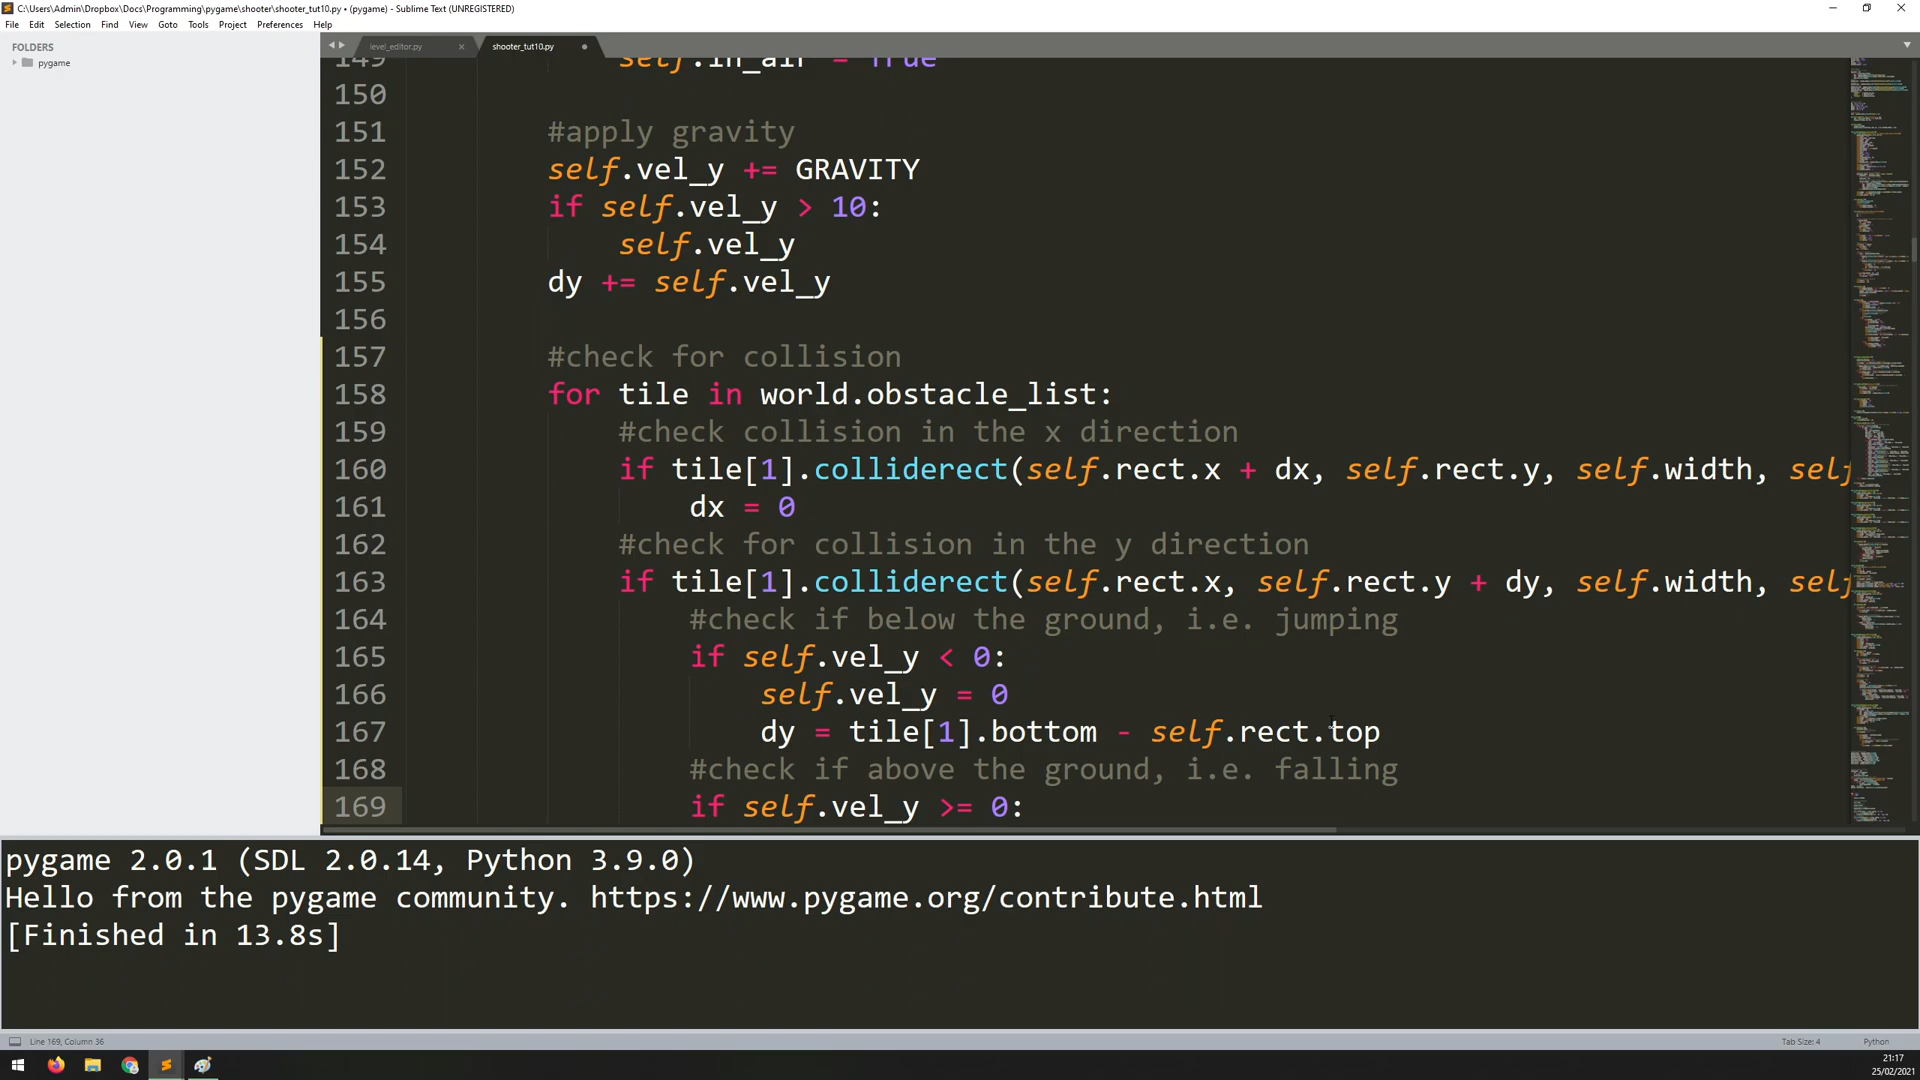 C:\Users\Admin\Dropbox\Docs\Programming\pygame\shooter\shooter_tut10.py • (pygame) - Sublime Text (UNREGISTERED)
File Edit Selection Find View Goto Tools Project Preferences Help
FOLDERS
pygame
level_editor.py
shooter_tut10.py
149 self.in_air = True
150
151 #apply gravity
152 self.vel_y += GRAVITY
153 if self.vel_y > 10:
154 self.vel_y
155 dy += self.vel_y
156
157 #check for collision
158 for tile in world.obstacle_list:
159 #check collision in the x direction
160 if tile[1].colliderect(self.rect.x + dx, self.rect.y, self.width, self
161 dx = 0
162 #check for collision in the y direction
163 if tile[1].colliderect(self.rect.x, self.rect.y + dy, self.width, self
164 #check if below the ground, i.e. jumping
165 if self.vel_y < 0:
166 self.vel_y = 0
167 dy = tile[1].bottom - self.rect.top
168 #check if above the ground, i.e. falling
169 if self.vel_y >= 0:
pygame 2.0.1 (SDL 2.0.14, Python 3.9.0)
Hello from the pygame community. https://www.pygame.org/contribute.html
[Finished in 13.8s]
Line 169, Column 36
Tab Size: 4
Python
21:17
25/02/2021